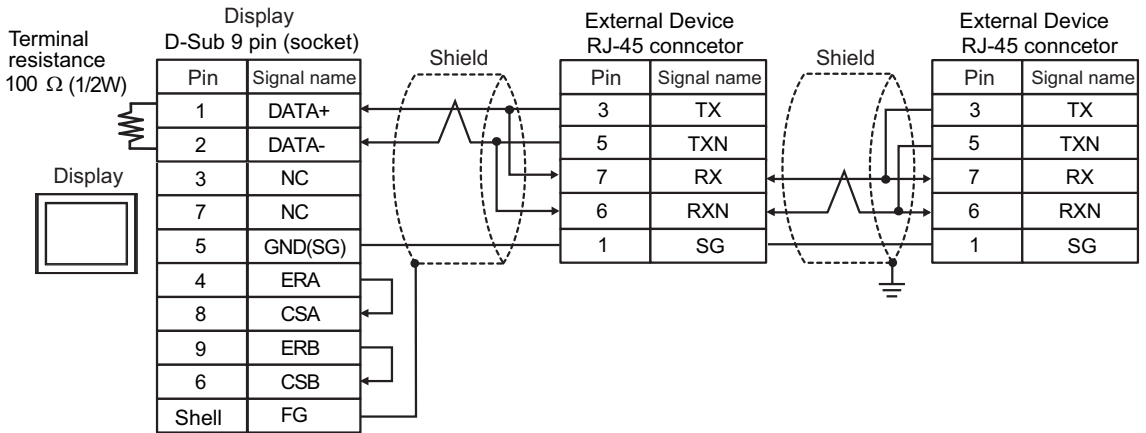 Terminal
resistance
100 Ω (1/2W)
Display
D-Sub 9 pin (socket)
Pin Signal name
1 DATA+
2 DATA-
3 NC
7 NC
5 GND(SG)
4 ERA
8 CSA
9 ERB
6 CSB
Shell FG
Display
Shield
External Device
RJ-45 conncetor
Pin Signal name
3 TX
5 TXN
7 RX
6 RXN
1 SG
Shield
External Device
RJ-45 conncetor
Pin Signal name
3 TX
5 TXN
7 RX
6 RXN
1 SG